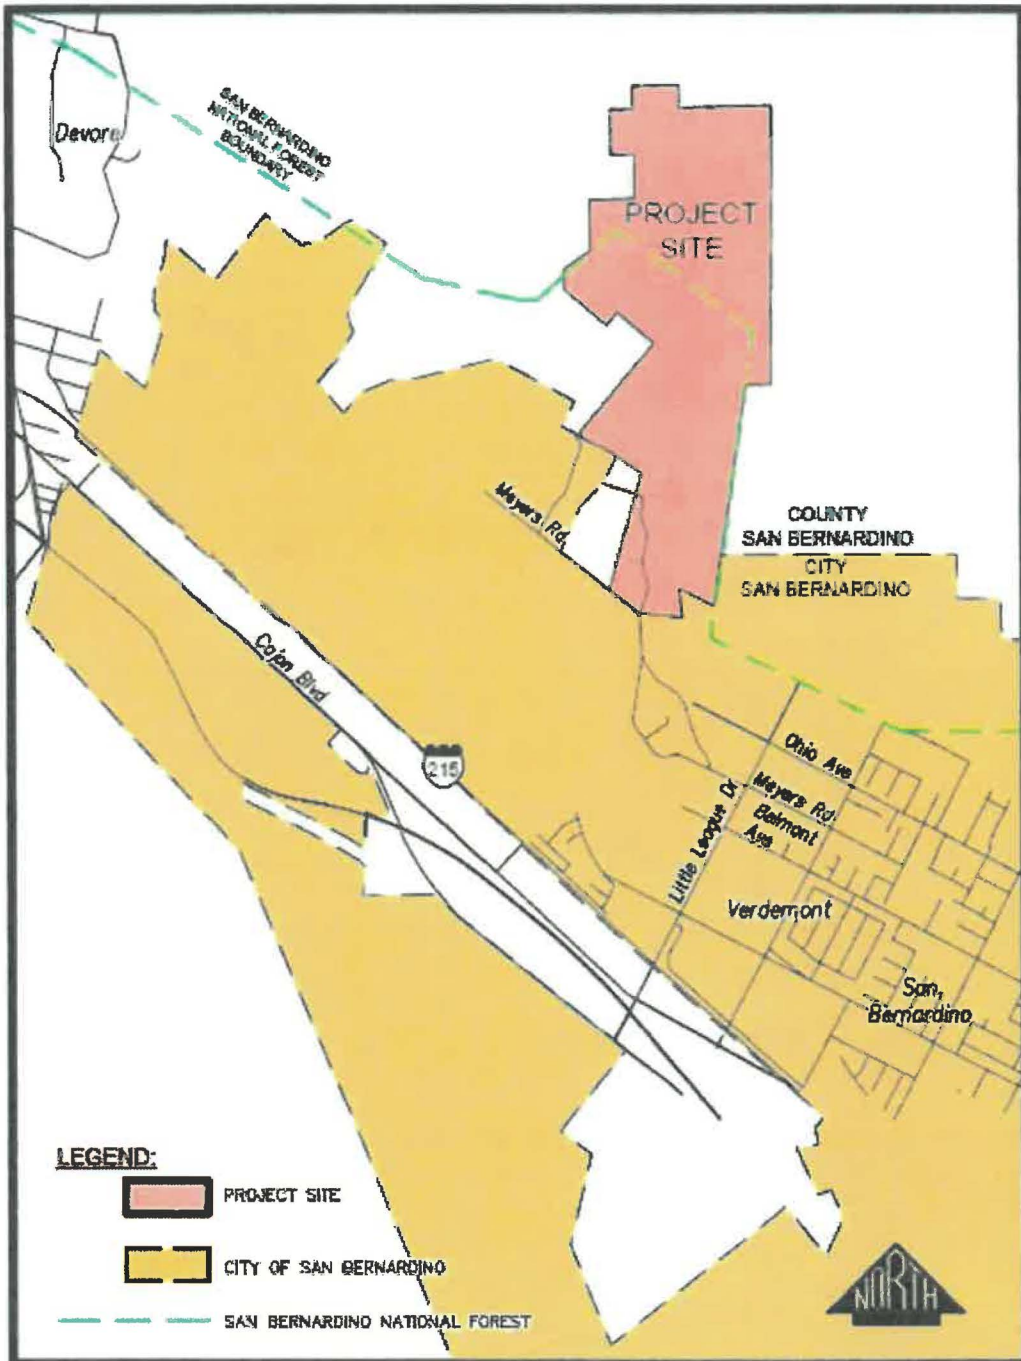 Devore
SAN BERNARDINO
NATIONAL FOREST
BOUNDARY
PROJECT
SITE
Meyers Rd
COUNTY
SAN BERNARDINO
CITY
SAN BERNARDINO
Cajon Blvd
215
Ohio Ave
Meyers Rd
Belmont
Ave
Little League Dr
Verdemont
San
Bernardino
LEGEND:
PROJECT SITE
CITY OF SAN BERNARDINO
SAN BERNARDINO NATIONAL FOREST
NORTH